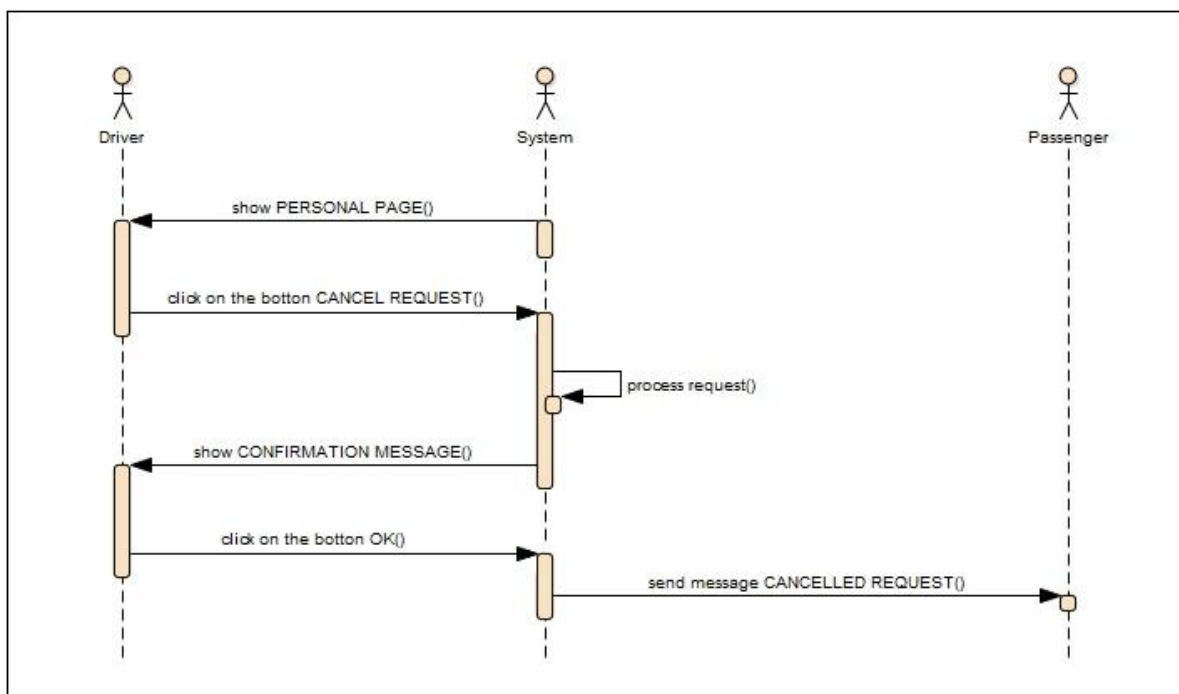 Driver
System
Passenger
show PERSONAL PAGE()
click on the botton CANCEL REQUEST()
process request()
show CONFIRMATION MESSAGE()
click on the botton OK()
send message CANCELLED REQUEST()